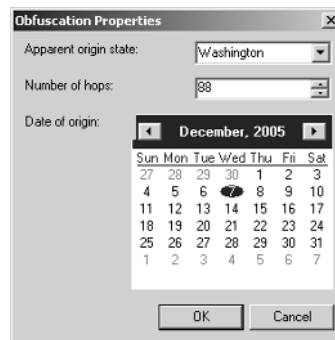 Obfuscation Properties
Apparent origin state: Washington
Number of hops: 88
Date of origin: December, 2005
Sun Mon Tue Wed Thu Fri Sat
27 28 29 30 1 2 3
4 5 6 7 8 9 10
11 12 13 14 15 16 17
18 19 20 21 22 23 24
25 26 27 28 29 30 31
1 2 3 4 5 6 7
OK Cancel